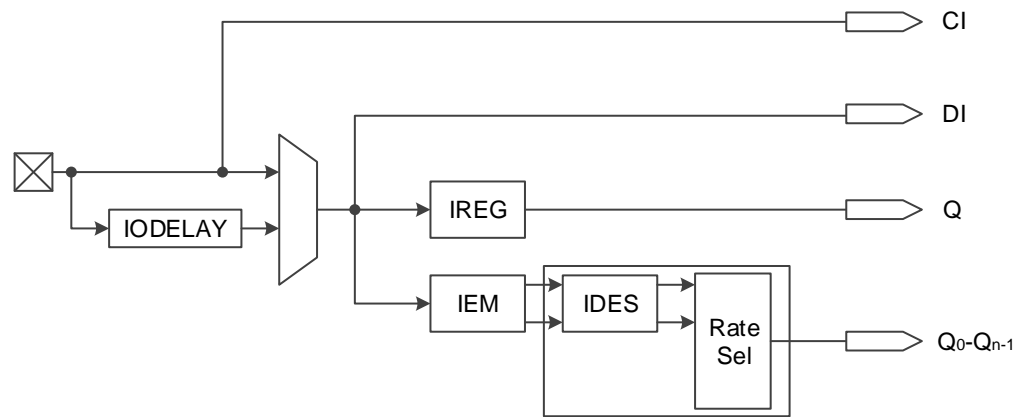 CI
DI
IREG
Q
IODELAY
IEM
IDES
Rate
Sel
Q0-Qn-1